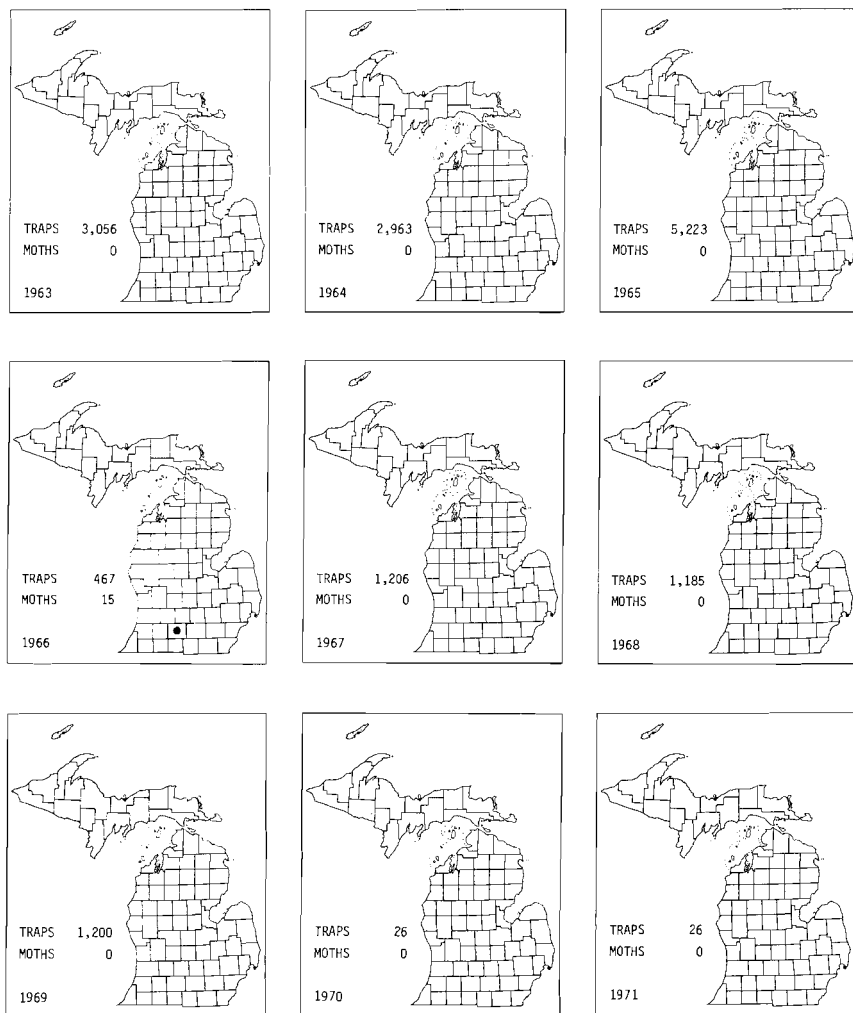 TRAPS 3,056
MOTHS 0
1963
TRAPS 2,963
MOTHS 0
1964
TRAPS 5,223
MOTHS 0
1965
TRAPS 467
MOTHS 15
1966
TRAPS 1,206
MOTHS 0
1967
TRAPS 1,185
MOTHS 0
1968
TRAPS 1,200
MOTHS 0
1969
TRAPS 26
MOTHS 0
1970
TRAPS 26
MOTHS 0
1971